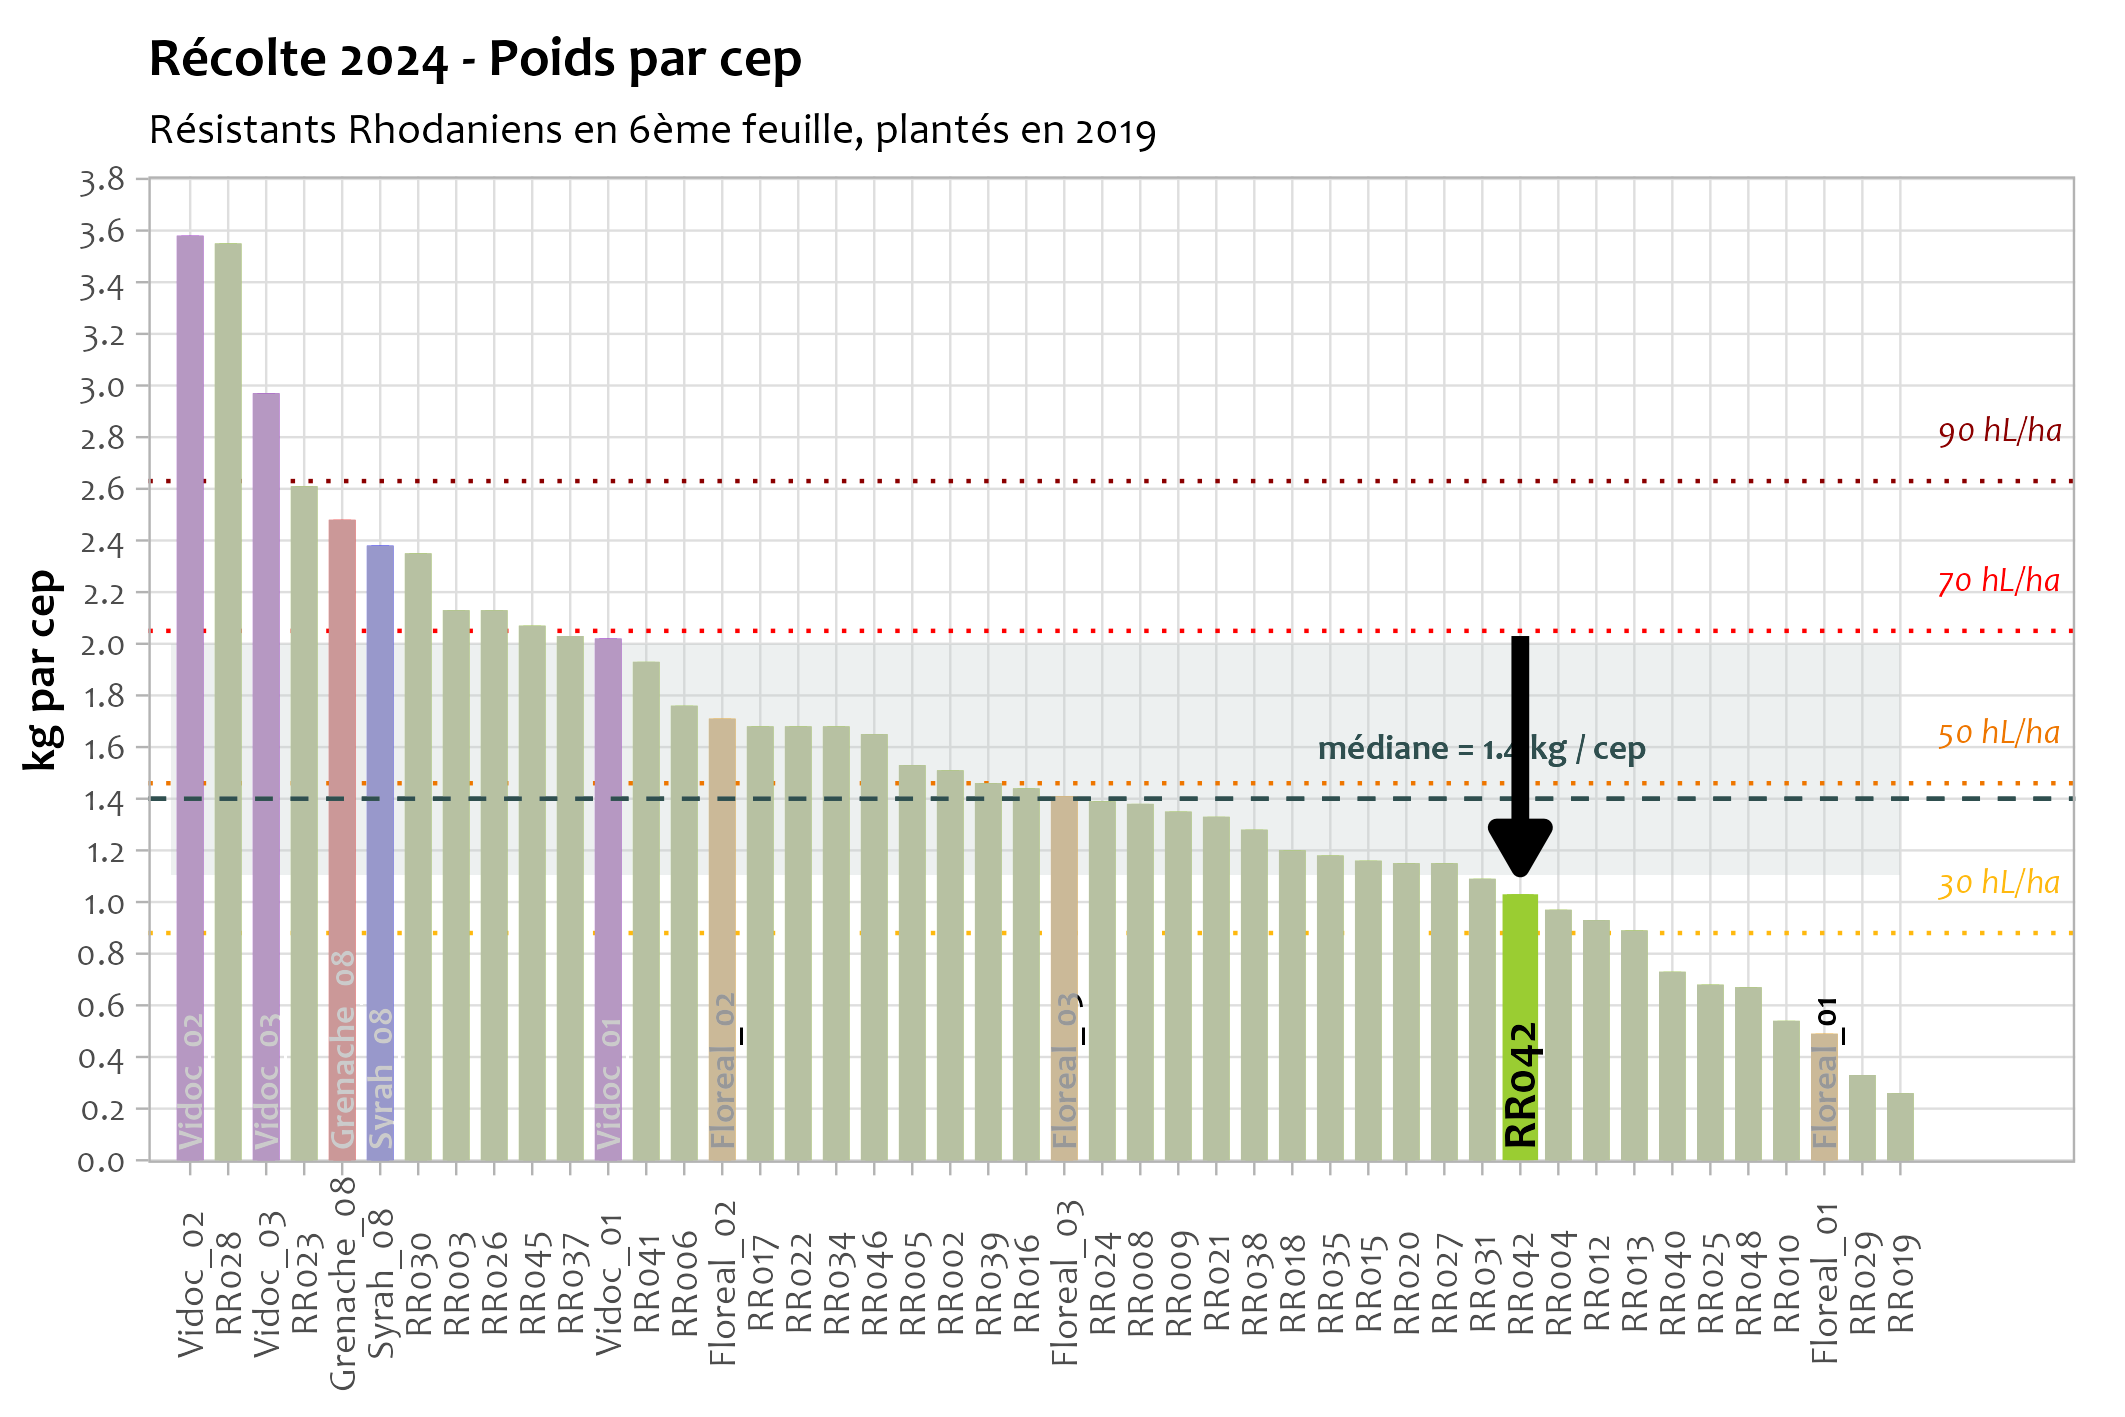 Récolte 2024 - Poids par cep
Résistants Rhodaniens en 6ème feuille, plantés en 2019
kg par cep
3.8
3.6
3.4
3.2
3.0
2.8
2.6
2.4
2.2
2.0
1.8
1.6
1.4
1.2
1.0
0.8
0.6
0.4
0.2
0.0
90 hL/ha
70 hL/ha
50 hL/ha
30 hL/ha
médiane = 1.4 kg / cep
Vidoc_02
Vidoc_03
Grenache_08
Syrah_08
Vidoc_01
Floreal_02
Floreal_03
RR042
Floreal_01
Vidoc_02
RR028
Vidoc_03
RR023
Grenache_08
Syrah_08
RR030
RR003
RR026
RR045
RR037
Vidoc_01
RR041
RR006
Floreal_02
RR017
RR022
RR034
RR046
RR005
RR002
RR039
RR016
Floreal_03
RR024
RR008
RR009
RR021
RR038
RR018
RR035
RR015
RR020
RR027
RR031
RR042
RR004
RR012
RR013
RR040
RR025
RR048
RR010
Floreal_01
RR029
RR019